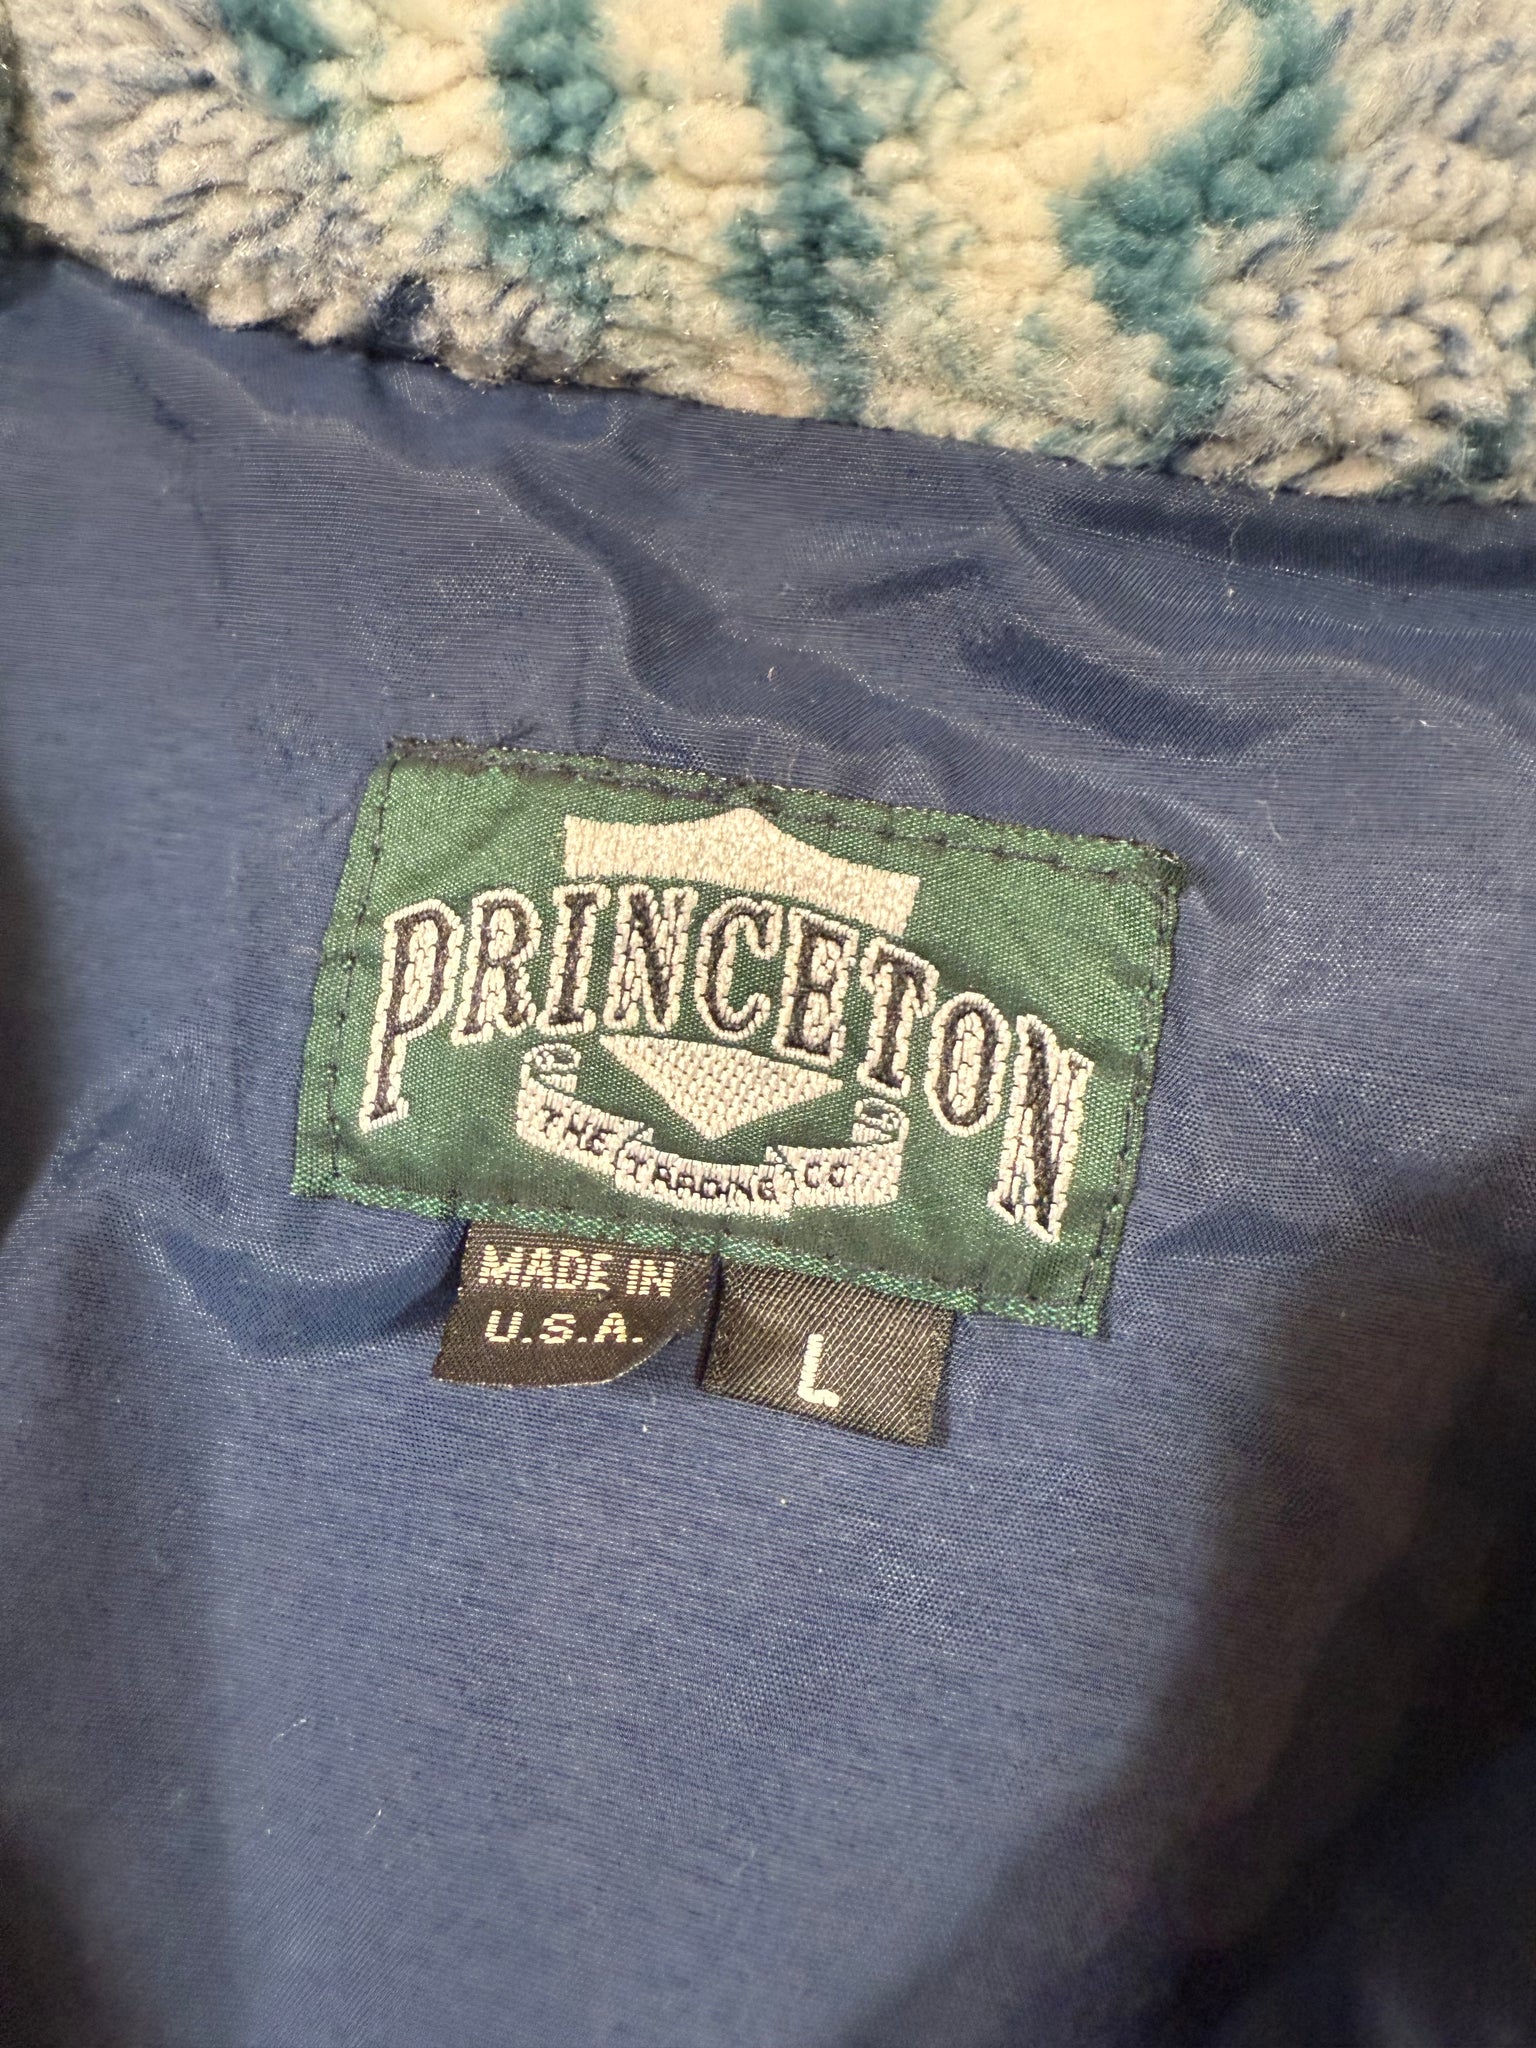 PRINCETON
THE TRADING CO
MADE IN
U.S.A.
L